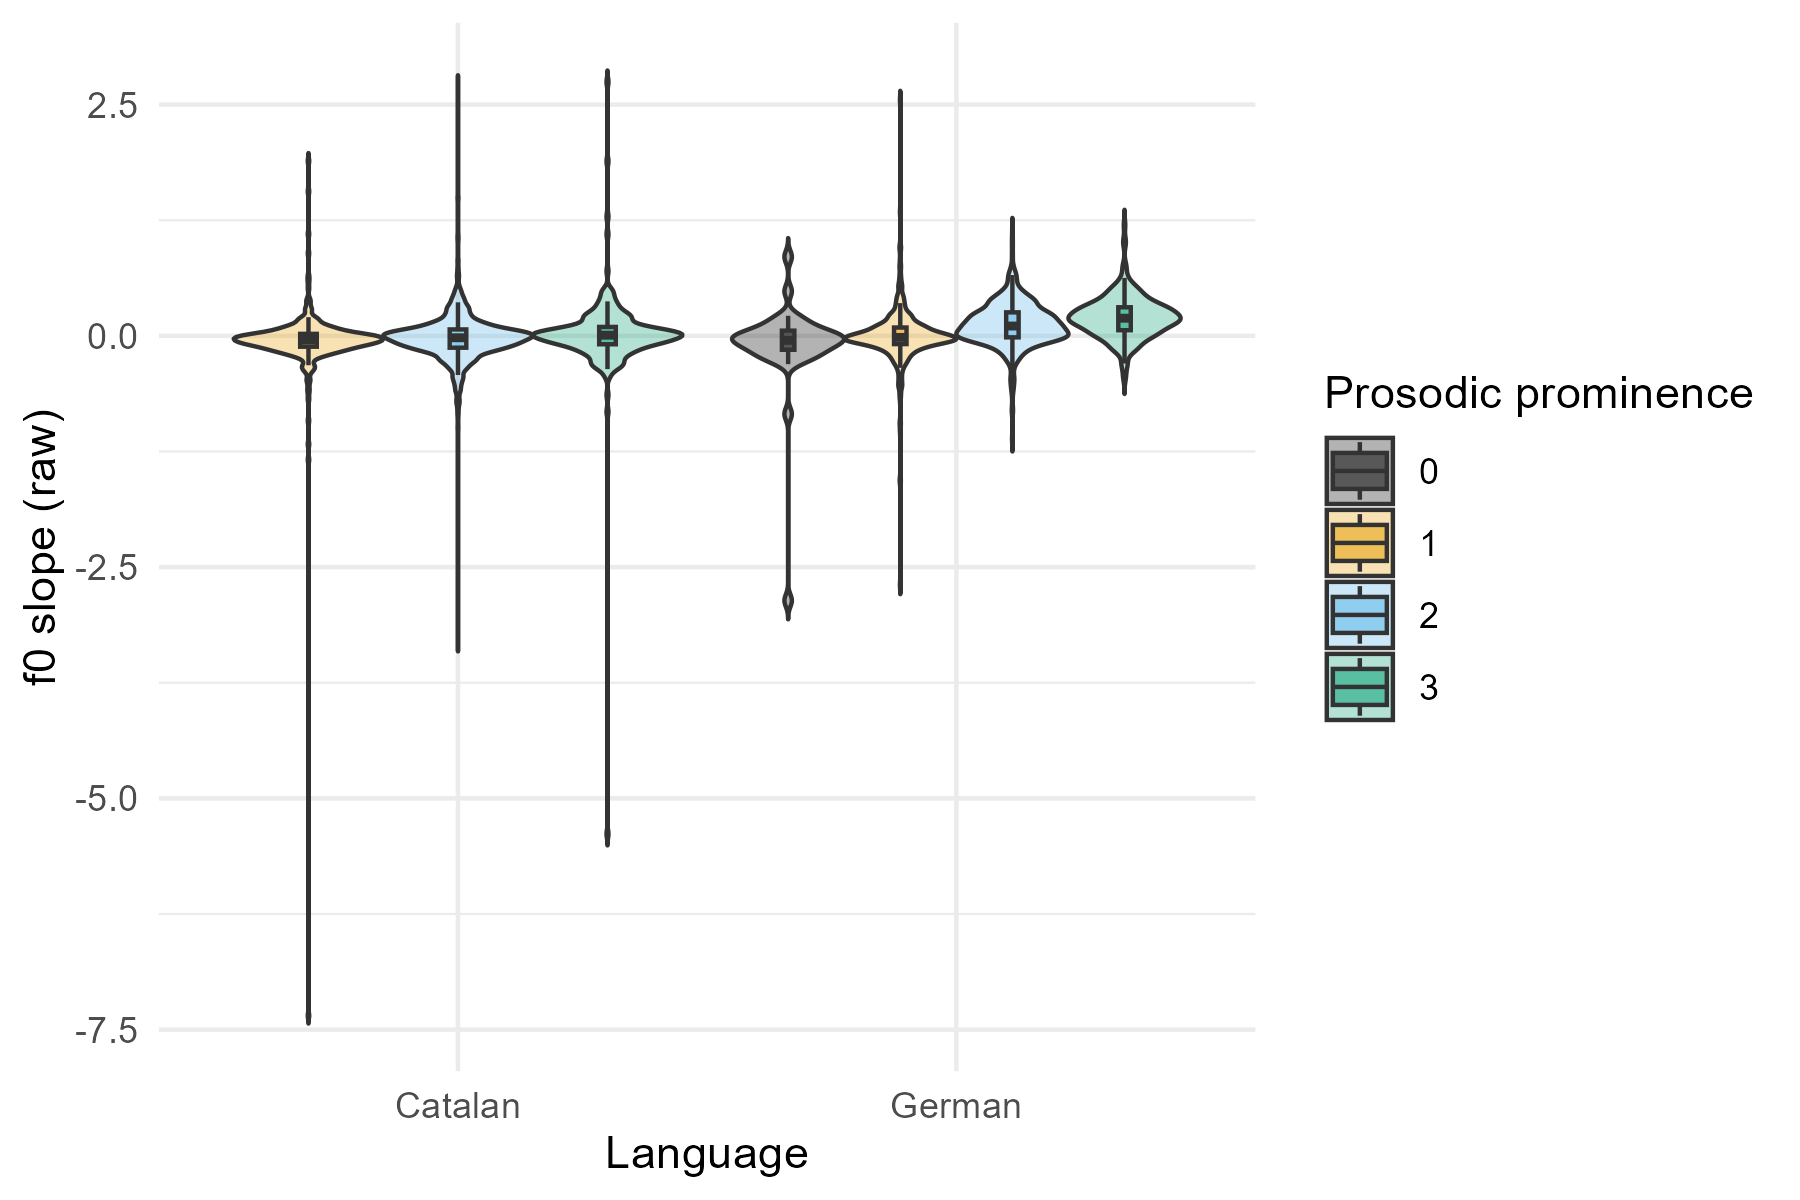 2.5
0.0
-2.5
-5.0
-7.5
f0 slope (raw)
Catalan
German
Language
Prosodic prominence
0
1
2
3